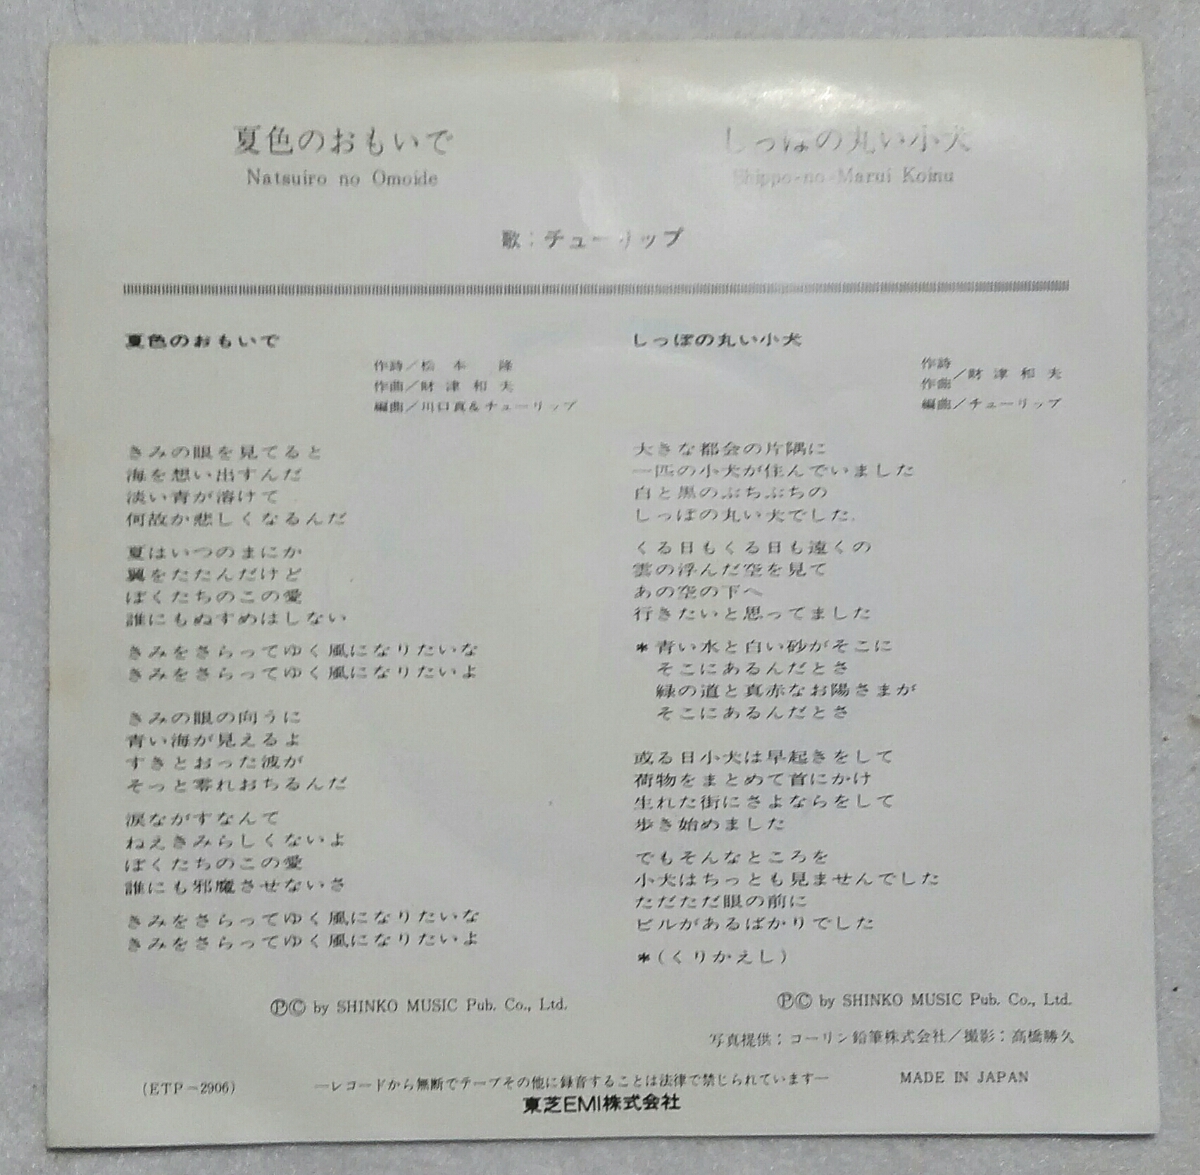 夏色のおもいで
Natsuiro no Omoide
しっぽの丸い小犬
Shippo-no-Marui Koinu
歌：チューリップ
夏色のおもいで
作詩／松本 隆
作曲／財津和夫
編曲／川口真&チューリップ
きみの眼を見てると
海を想い出すんだ
淡い青が溶けて
何故か悲しくなるんだ
夏はいつのまにか
翼をたたんだけど
ぼくたちのこの愛
誰にもぬすめはしない
きみをさらってゆく風になりたいな
きみをさらってゆく風になりたいよ
きみの眼の向うに
青い海が見えるよ
すきとおった波が
そっと零れおちるんだ
涙ながすなんて
ねえきみらしくないよ
ぼくたちのこの愛
誰にも邪魔させないさ
きみをさらってゆく風になりたいな
きみをさらってゆく風になりたいよ
ⓅⒸ by SHINKO MUSIC Pub. Co., Ltd.
しっぽの丸い小犬
作詩
作曲／財津和夫
編曲／チューリップ
大きな都会の片隅に
一匹の小犬が住んでいました
白と黒のぶちぶちの
しっぽの丸い犬でした。
くる日もくる日も遠くの
雲の浮んだ空を見て
あの空の下へ
行きたいと思ってました
＊青い水と白い砂がそこに
そこにあるんだとさ
緑の道と真赤なお陽さまが
そこにあるんだとさ
或る日小犬は早起きをして
荷物をまとめて首にかけ
生れた街にさよならをして
歩き始めました
でもそんなところを
小犬はちっとも見ませんでした
ただただ眼の前に
ビルがあるばかりでした
＊(くりかえし)
ⓅⒸ by SHINKO MUSIC Pub. Co., Ltd.
写真提供：コーリン鉛筆株式会社／撮影：高橋勝久
(ETP−2906)
—レコードから無断でテープその他に録音することは法律で禁じられています—
MADE IN JAPAN
東芝EMI株式会社